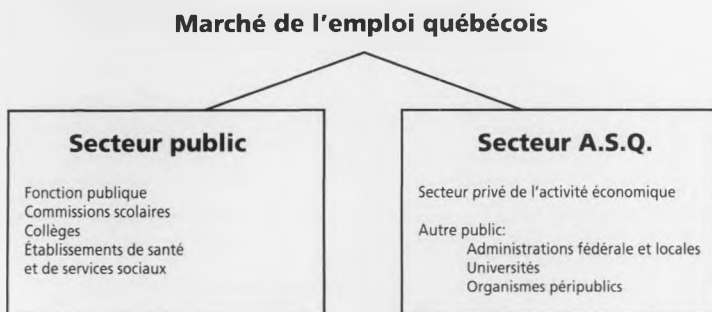 Marché de l'emploi québécois
Secteur public
Fonction publique
Commissions scolaires
Collèges
Établissements de santé
et de services sociaux
Secteur A.S.Q.
Secteur privé de l'activité économique
Autre public:
Administrations fédérale et locales
Universités
Organismes péripublics